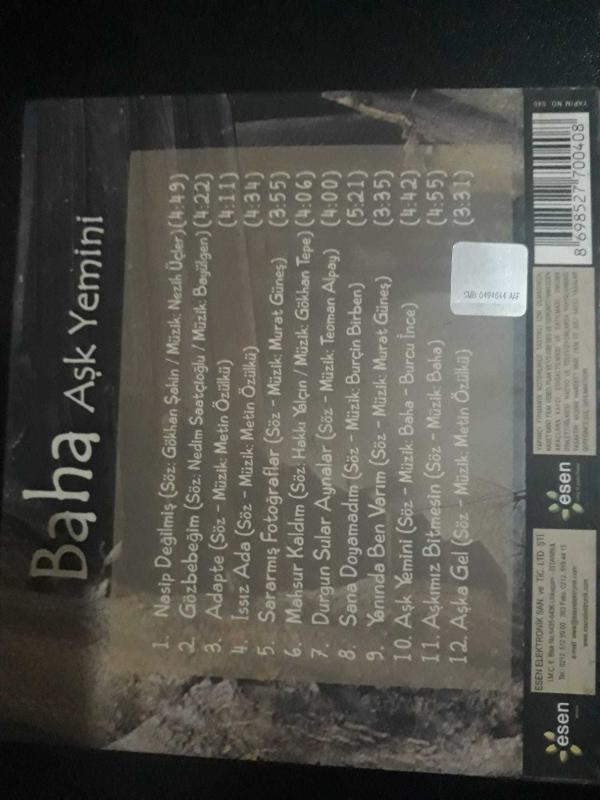 Baha Aşk Yemini
1. Nasip Değilmiş (Söz: Gökhan Şahin / Müzik: Nezih Üçler) (4:49)
2. Gözbebeğim (Söz: Nedim Saatçioğlu / Müzik: Bayülgen) (4:22)
3. Adapte (Söz - Müzik: Metin Özülkü) (4:11)
4. Issız Ada (Söz - Müzik: Metin Özülkü) (4:34)
5. Sararmış Fotoğraflar (Söz - Müzik: Murat Güneş) (3:55)
6. Mahsur Kaldım (Söz: Hakkı Yalçın / Müzik: Gökhan Tepe) (4:06)
7. Durgun Sular Aynalar (Söz - Müzik: Teoman Alpay) (4:00)
8. Sana Doyamadım (Söz - Müzik: Burçin Birben) (5:21)
9. Yanında Ben Varım (Söz - Müzik: Murat Güneş) (3:35)
10. Aşk Yemini (Söz - Müzik: Baha - Burcu İnce) (4:42)
11. Aşkımız Bitmesin (Söz - Müzik: Baha) (4:55)
12. Aşka Gel (Söz - Müzik: Metin Özülkü) (3:31)
esen
ESEN ELEKTRONİK SAN. ve TİC. LTD. ŞTİ
esen
8 698527 700408
YAPIM NO: 040